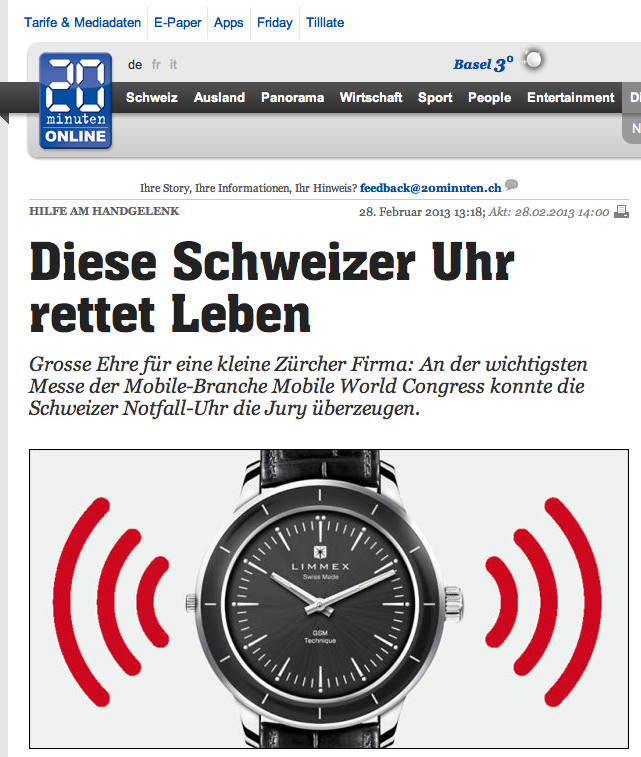 Tarife & Mediadaten E-Paper Apps Friday Tilllate
20
minuten
ONLINE
de fr it
Basel 3°
Schweiz Ausland Panorama Wirtschaft Sport People Entertainment Di
N
Ihre Story, Ihre Informationen, Ihr Hinweis? feedback@20minuten.ch
HILFE AM HANDGELENK 28. Februar 2013 13:18; Akt: 28.02.2013 14:00
Diese Schweizer Uhr
rettet Leben
Grosse Ehre für eine kleine Zürcher Firma: An der wichtigsten
Messe der Mobile-Branche Mobile World Congress konnte die
Schweizer Notfall-Uhr die Jury überzeugen.
LIMMEX
Swiss Made
GSM
Technique